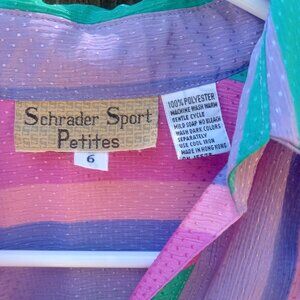 Schrader Sport
Petites
6
100% POLYESTER
MACHINE WASH WARM
GENTLE CYCLE
MILD SOAP NO BLEACH
WASH DARK COLORS
SEPARATELY
USE COOL IRON
MADE IN HONG KONG